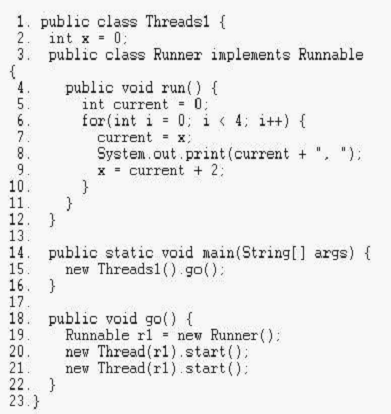 1. public class Threads1 {
2. int x = 0;
3. public class Runner implements Runnable
{
4. public void run() {
5. int current = 0;
6. for(int i = 0; i < 4; i++) {
7. current = x;
8. System.out.print(current + ", ");
9. x = current + 2;
10. }
11. }
12. }
13.
14. public static void main(String[] args) {
15. new Threads1().go();
16. }
17.
18. public void go() {
19. Runnable r1 = new Runner();
20. new Thread(r1).start();
21. new Thread(r1).start();
22. }
23.}